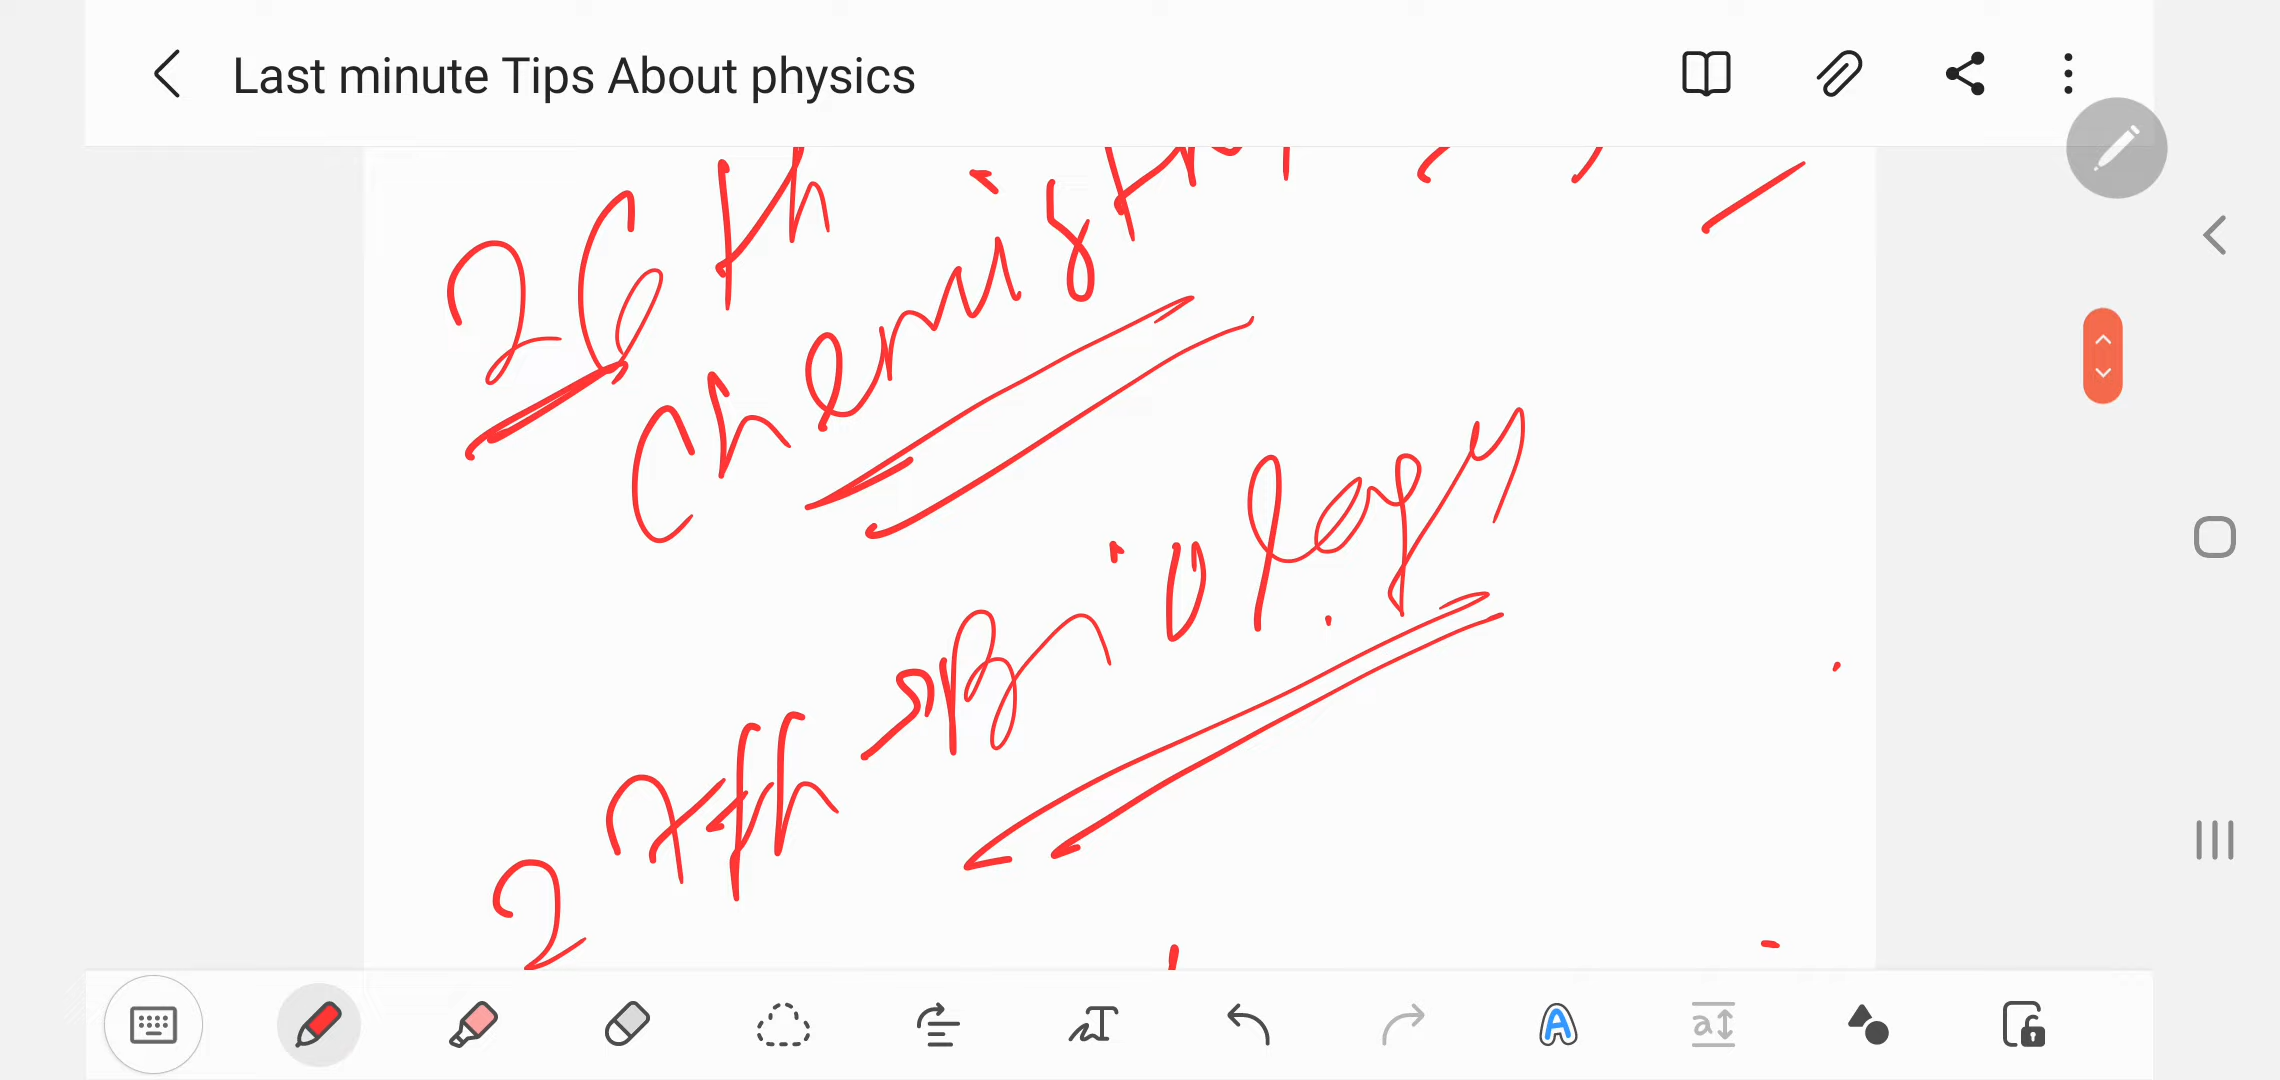 Last minute Tips About physics
26th
Chemistry
27th → Biology